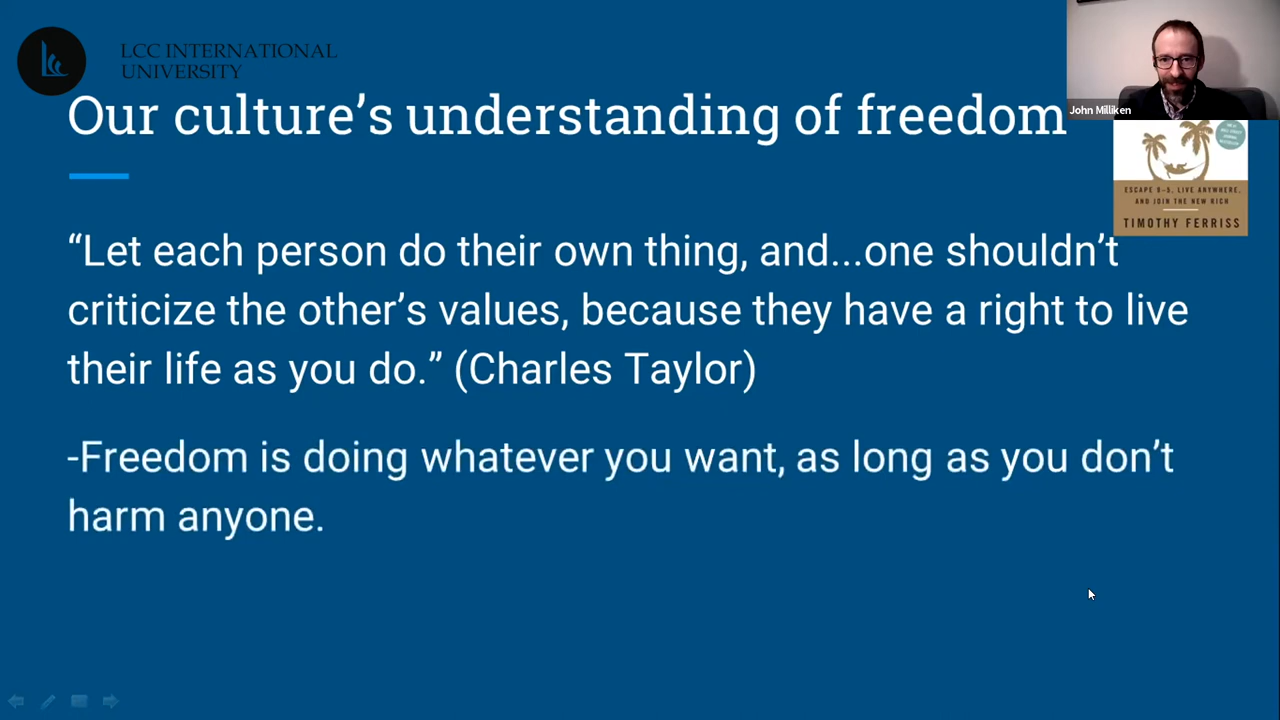 LCC INTERNATIONAL
UNIVERSITY
Our culture's understanding of freedom
John Milliken
ESCAPE 9-5, LIVE ANYWHERE,
AND JOIN THE NEW RICH
TIMOTHY FERRISS
“Let each person do their own thing, and...one shouldn’t
criticize the other’s values, because they have a right to live
their life as you do.” (Charles Taylor)
-Freedom is doing whatever you want, as long as you don’t
harm anyone.